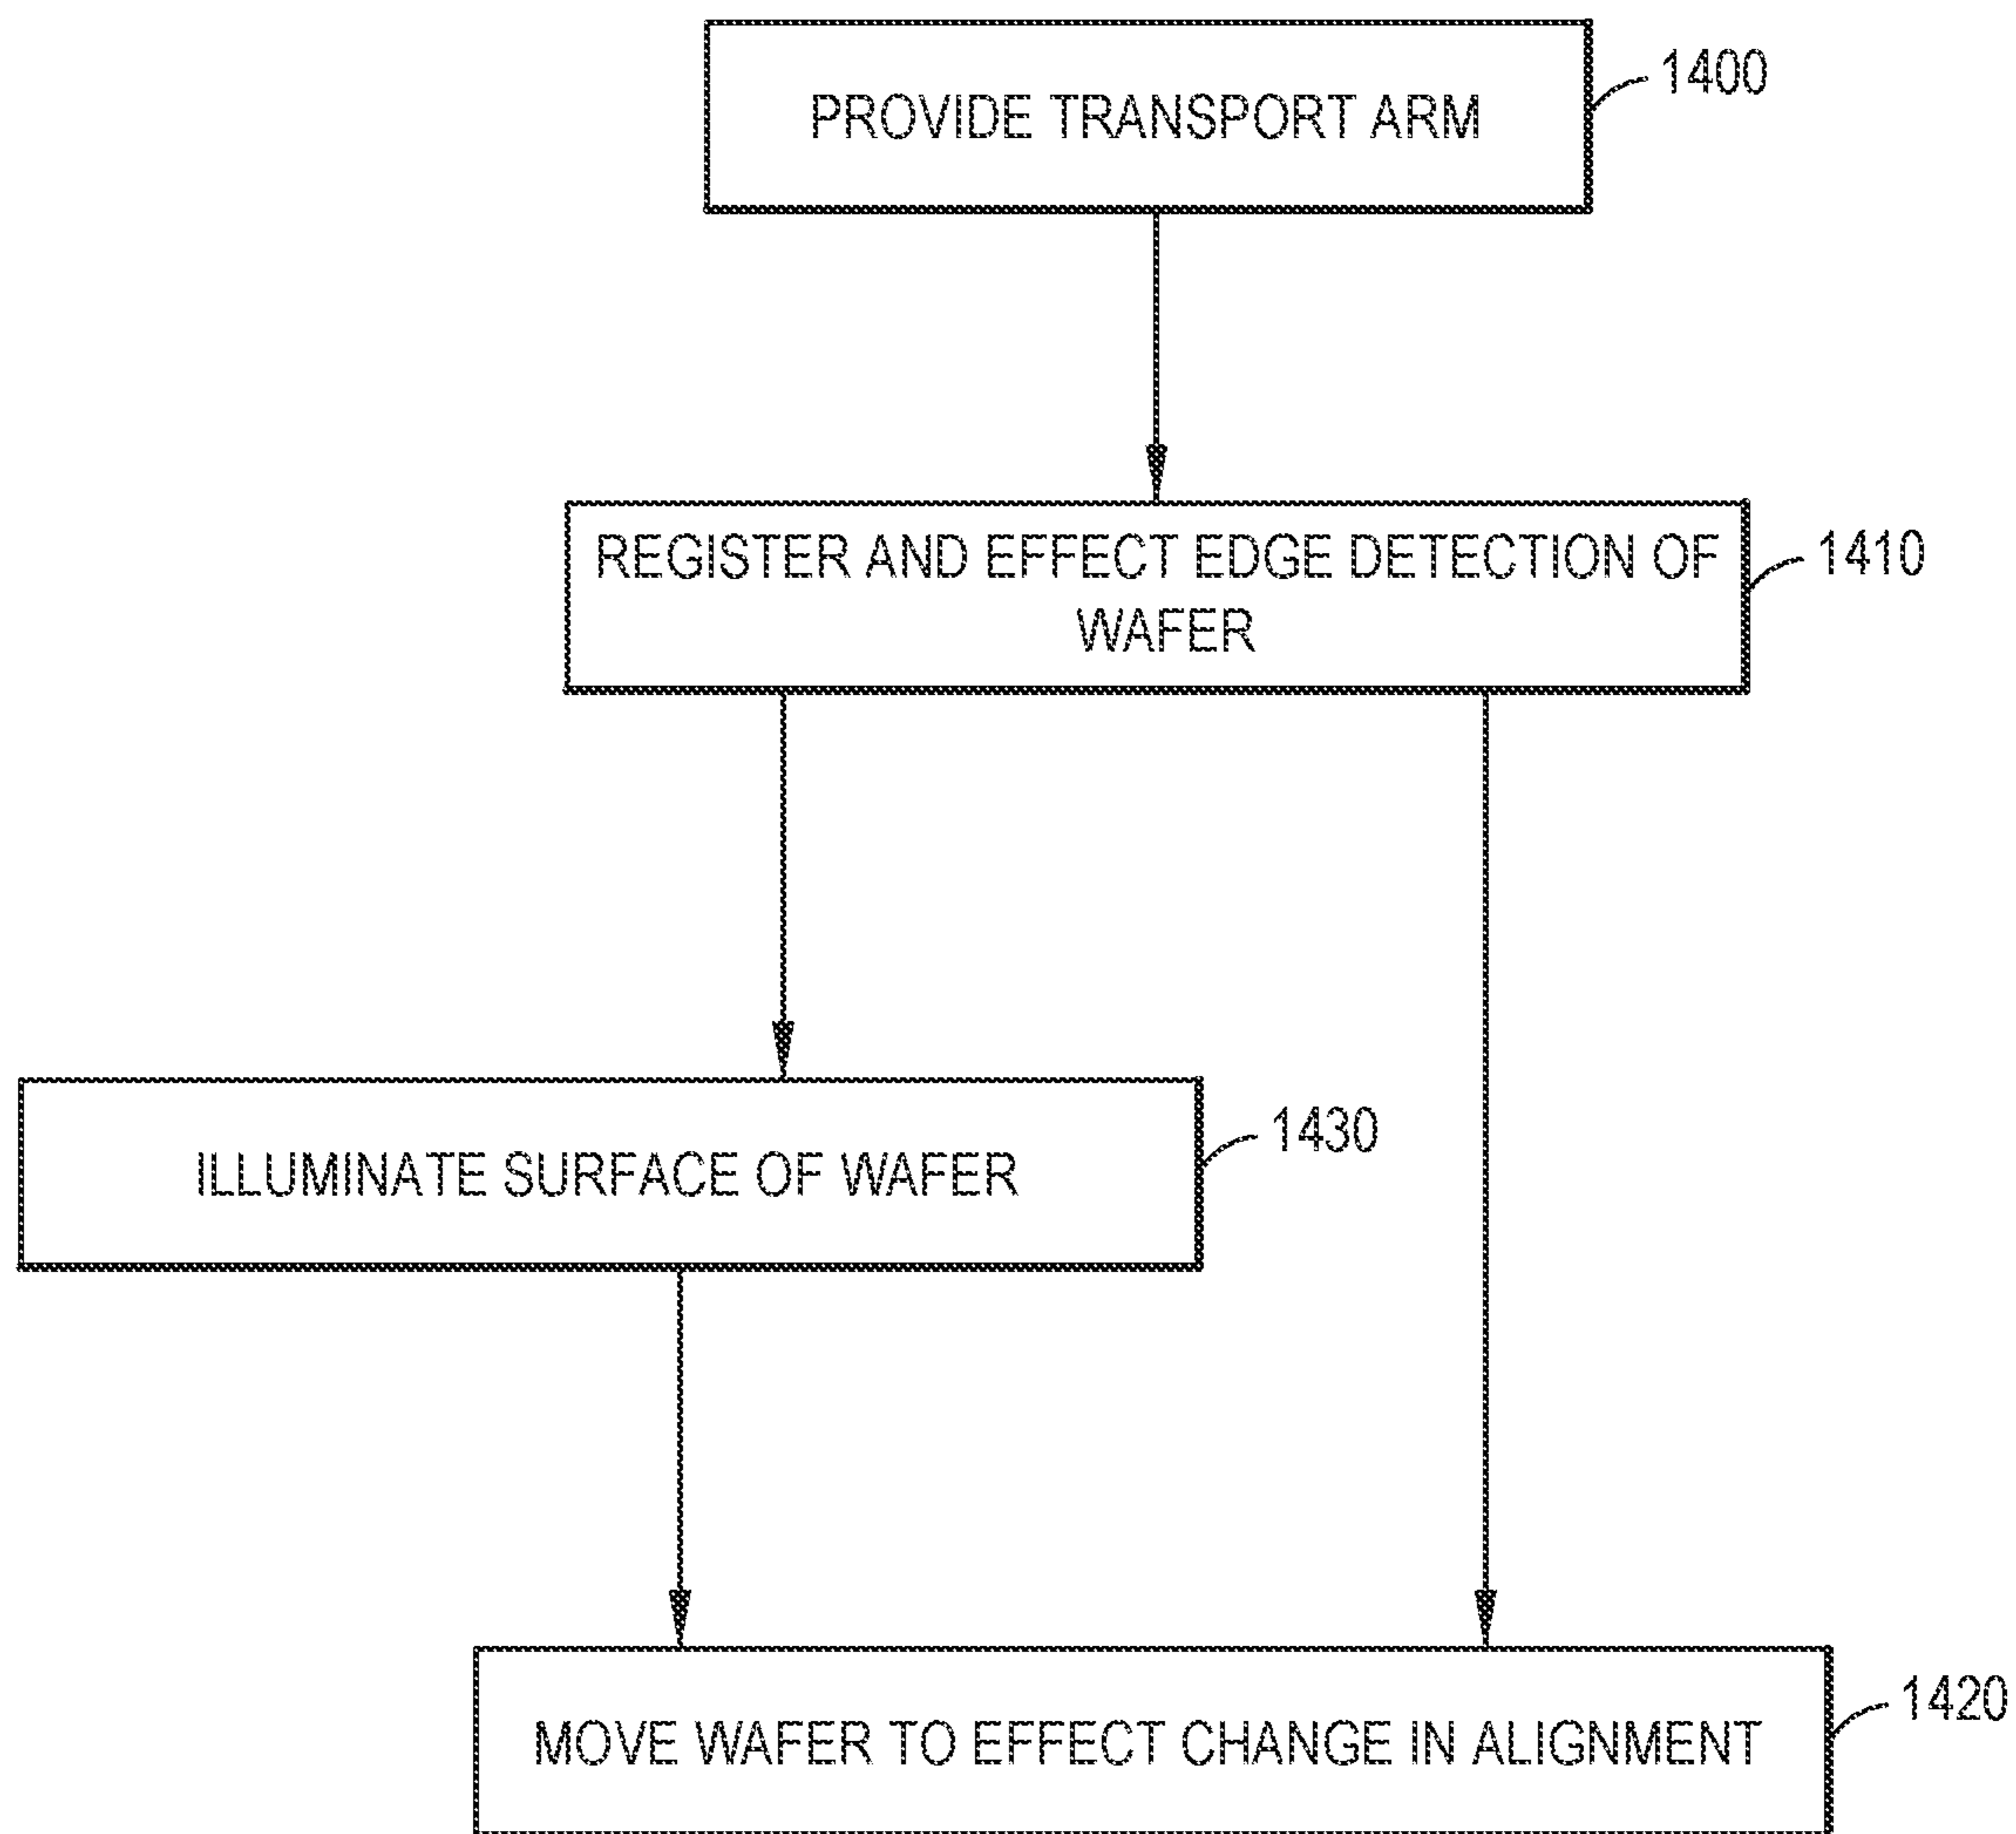 PROVIDE TRANSPORT ARM
1400
REGISTER AND EFFECT EDGE DETECTION OF
WAFER
1410
ILLUMINATE SURFACE OF WAFER
1430
MOVE WAFER TO EFFECT CHANGE IN ALIGNMENT
1420